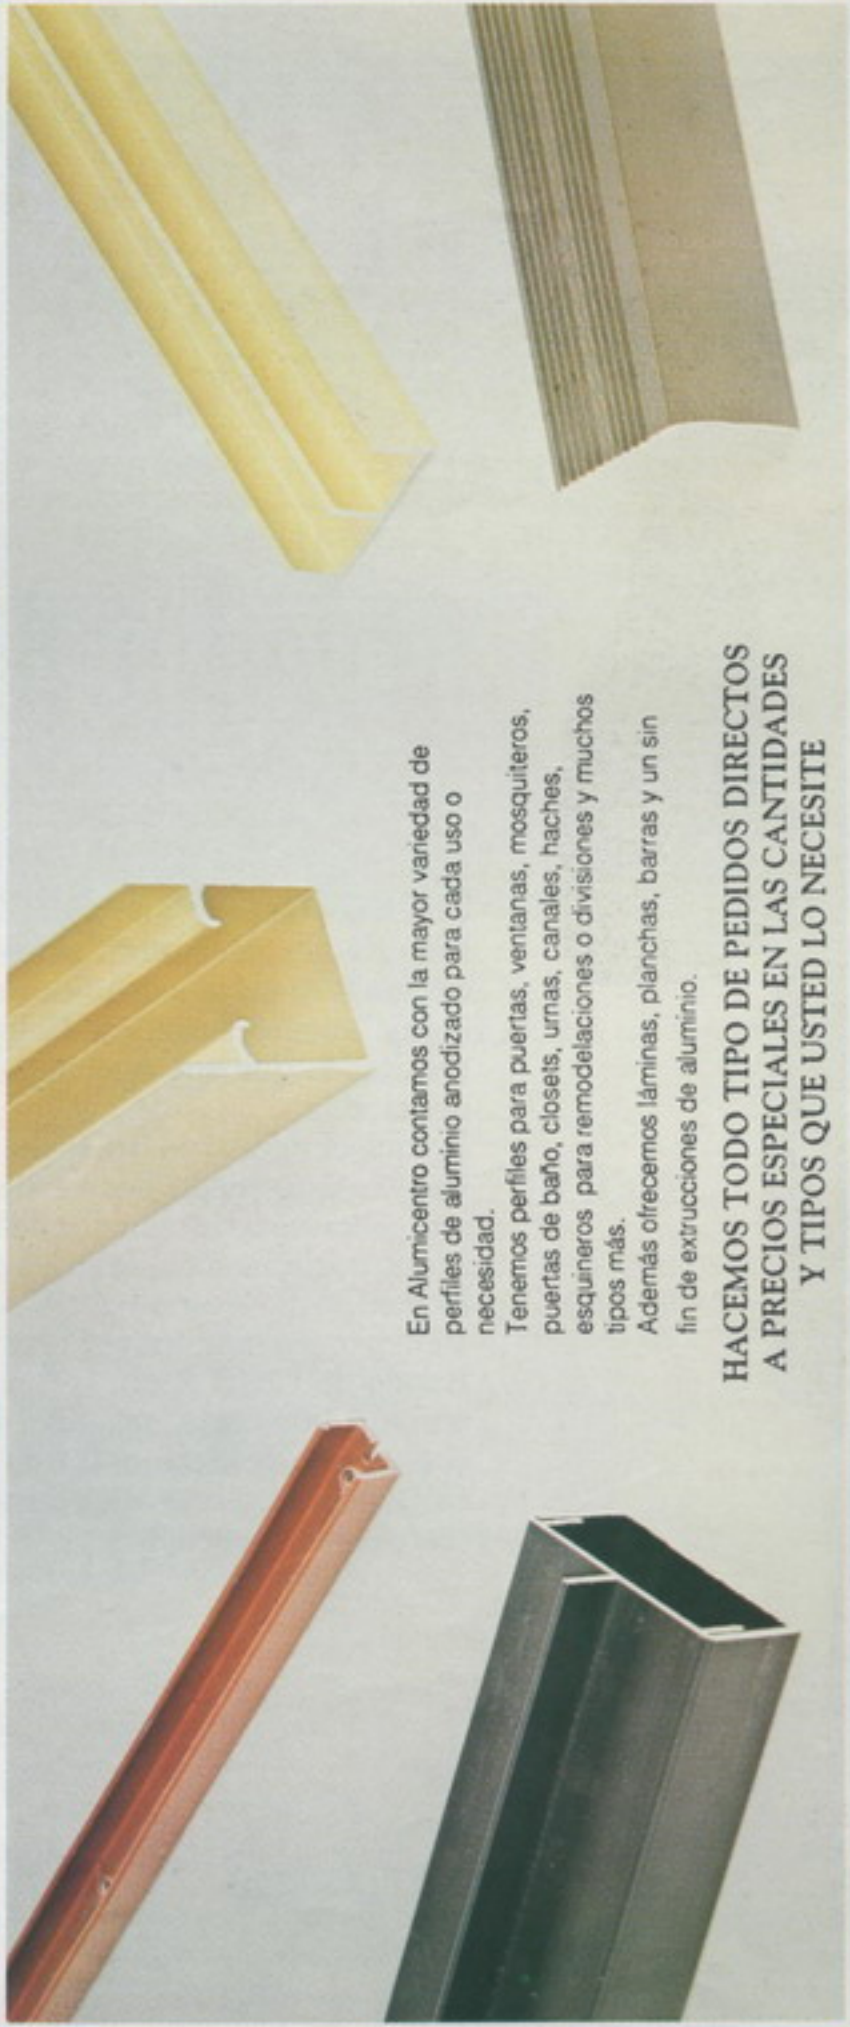 En Alumicentro contamos con la mayor variedad de
perfiles de aluminio anodizado para cada uso o
necesidad.
Tenemos perfiles para puertas, ventanas, mosquiteros,
puertas de baño, closets, urnas, canales, haches,
esquineros para remodelaciones o divisiones y muchos
tipos más.
Además ofrecemos láminas, planchas, barras y un sin
fin de extrucciones de aluminio.
HACEMOS TODO TIPO DE PEDIDOS DIRECTOS
A PRECIOS ESPECIALES EN LAS CANTIDADES
Y TIPOS QUE USTED LO NECESITE